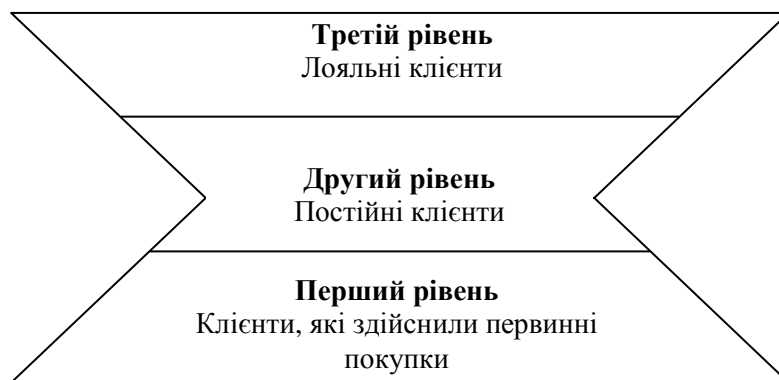 Третій рівень
Лояльні клієнти
Другий рівень
Постійні клієнти
Перший рівень
Клієнти, які здійснили первинні
покупки